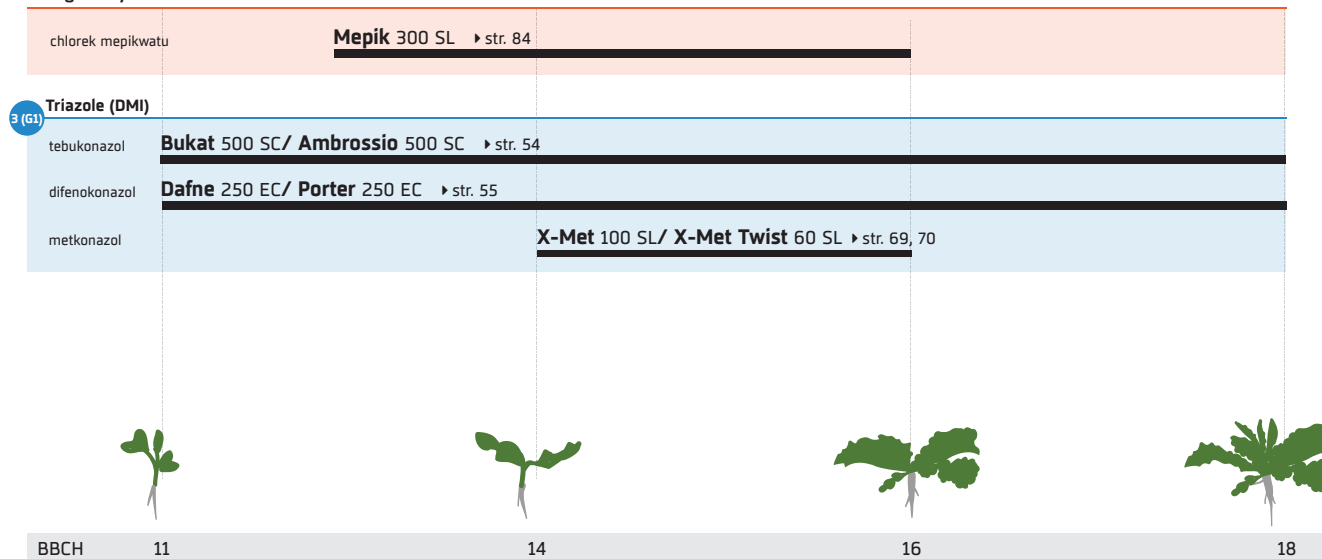 chlorek mepikwatu Mepik 300 SL ▸ str. 84
Triazole (DMI)
3 (G1)
tebukonazol Bukat 500 SC/ Ambrossio 500 SC ▸ str. 54
difenokonazol Dafne 250 EC/ Porter 250 EC ▸ str. 55
metkonazol X-Met 100 SL/ X-Met Twist 60 SL ▸ str. 69, 70
BBCH 11 14 16 18